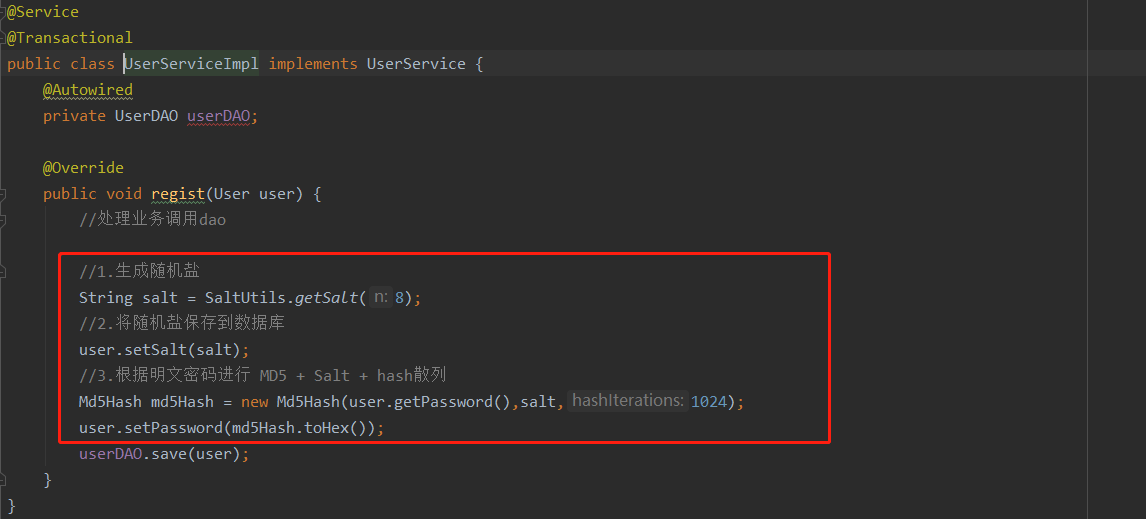 @Service
@Transactional
public class UserServiceImpl implements UserService {
@Autowired
private UserDAO userDAO;
@Override
public void regist(User user) {
//处理业务调用dao
//1.生成随机盐
String salt = SaltUtils.getSalt( n: 8);
//2.将随机盐保存到数据库
user.setSalt(salt);
//3.根据明文密码进行 MD5 + Salt + hash散列
Md5Hash md5Hash = new Md5Hash(user.getPassword(),salt, hashIterations: 1024);
user.setPassword(md5Hash.toHex());
userDAO.save(user);
}
}